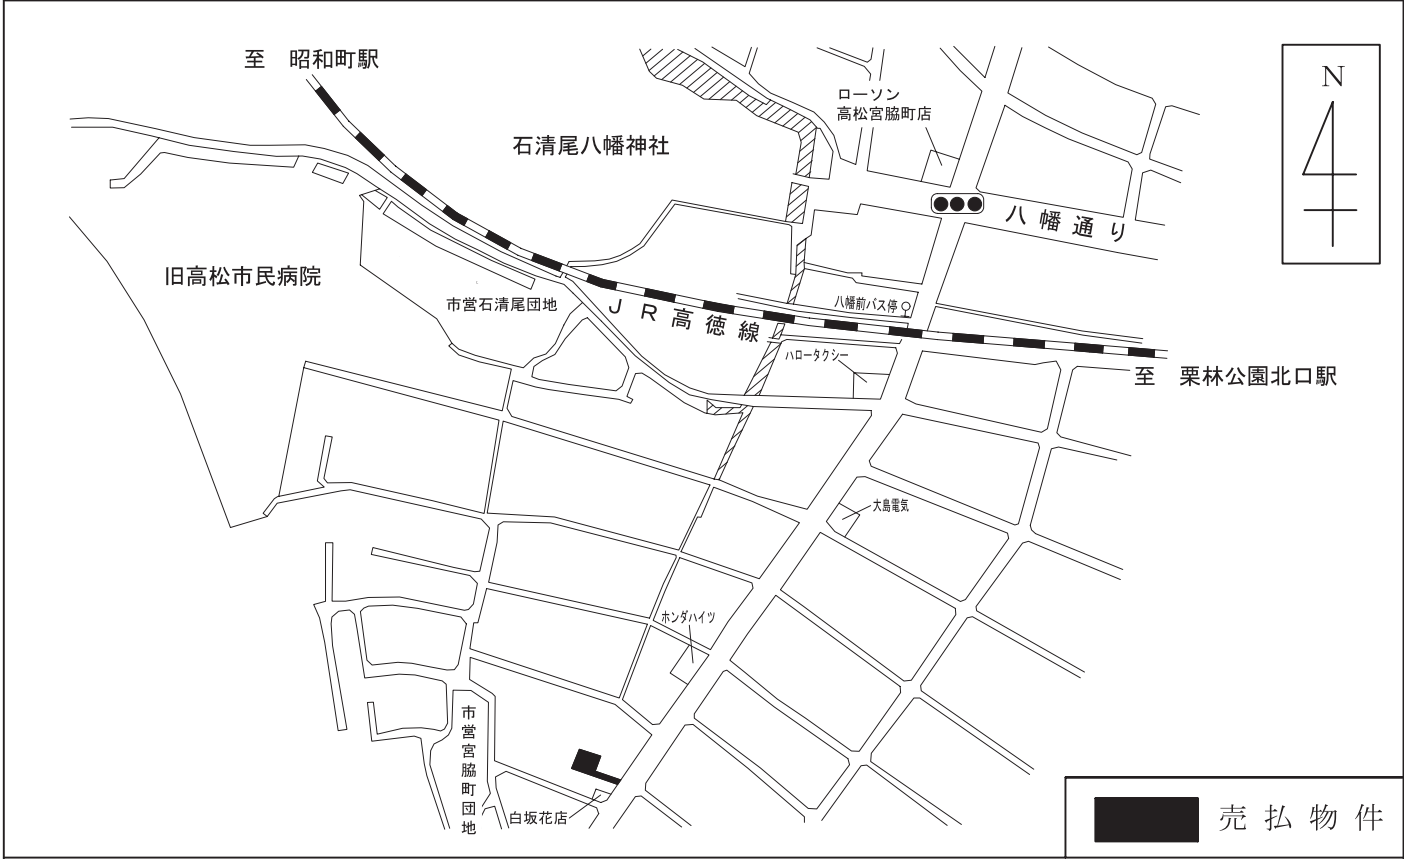 至　昭和町駅
N
ローソン
高松宮脇町店
石清尾八幡神社
八幡通り
旧高松市民病院
市営石清尾団地
八幡前バス停
JR高徳線
ハロータクシー
至　栗林公園北口駅
大島電気
ホンダハイツ
市営宮脇町団地
白坂花店
売払物件